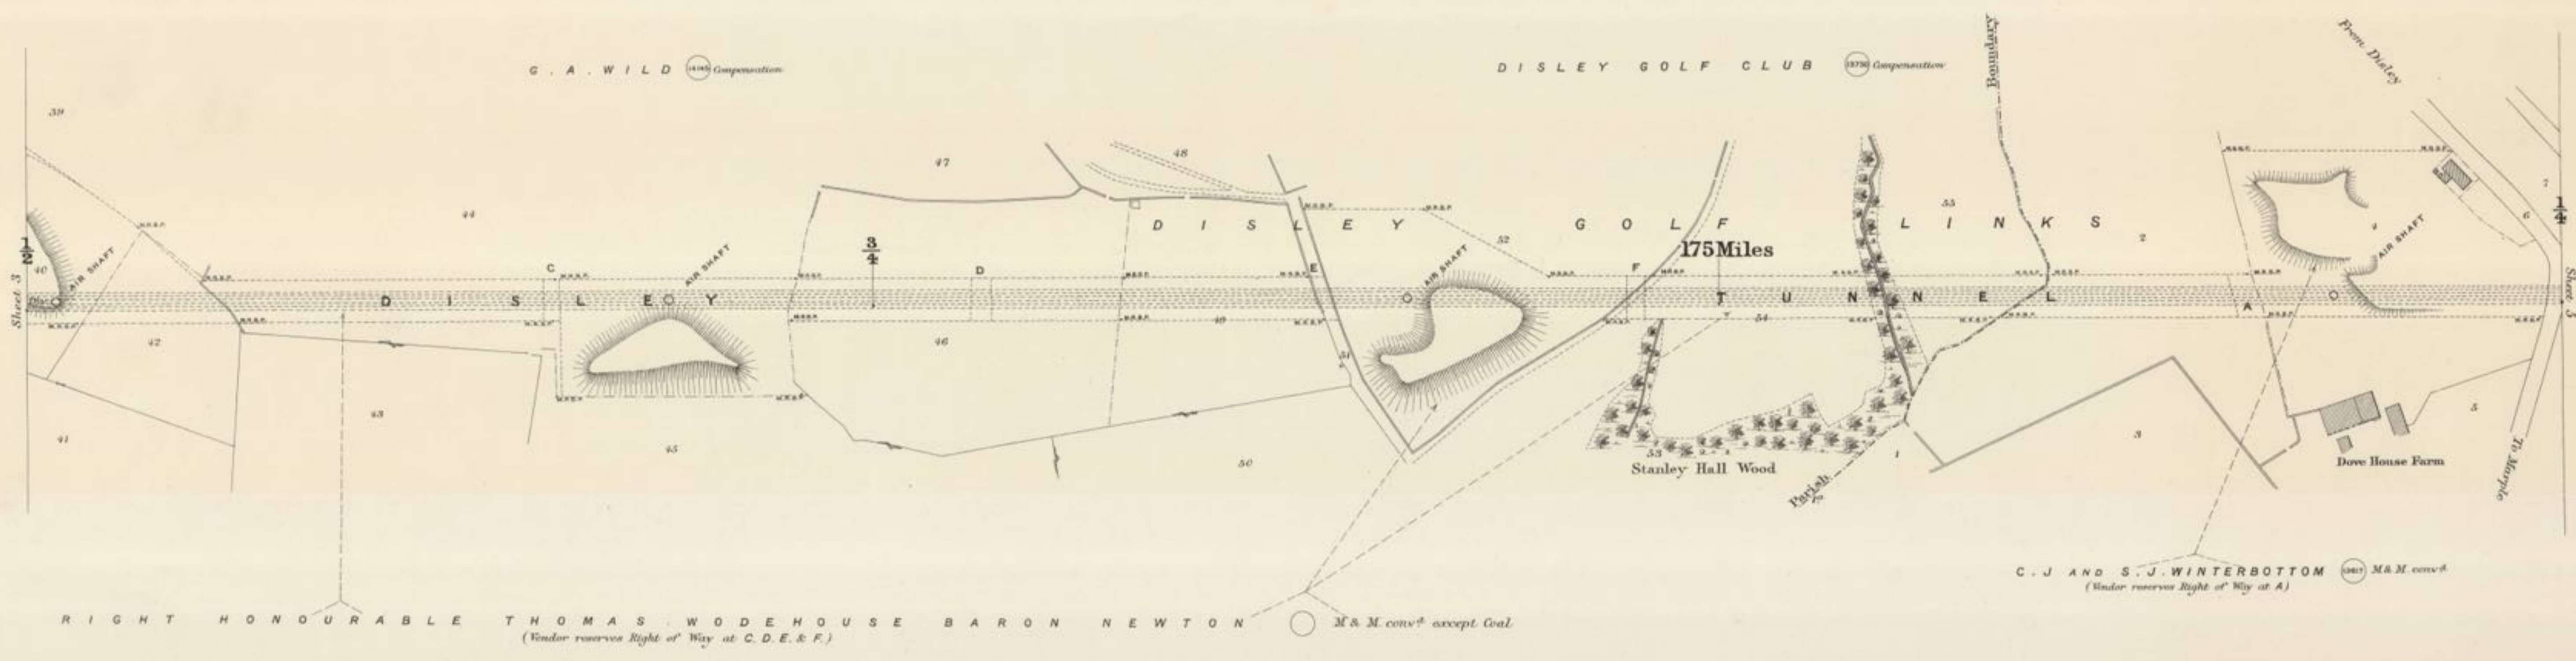 G. A. WILD Compensation
DISLEY GOLF CLUB Compensation
Boundary
From Disley
39
47
48
44
55
2
7
6
4
1/2
40
AIR SHAFT
M.R.B.P.
C
AIR SHAFT
3/4
D
DISLEY GOLF LINKS
E
AIR SHAFT
52
F
175 Miles
AIR SHAFT
1/4
Sheet 3
DISLEY TUNNEL
A
Sheet 5
42
46
49
51
54
41
43
45
50
53
Stanley Hall Wood
Parish
1
3
5
Dove House Farm
To Marple
C. J AND S. J. WINTERBOTTOM M & M. convd.
(Vendor reserves Right of Way at A)
RIGHT HONOURABLE THOMAS WODEHOUSE BARON NEWTON M & M. convd. except Coal
(Vendor reserves Right of Way at C. D. E. & F.)